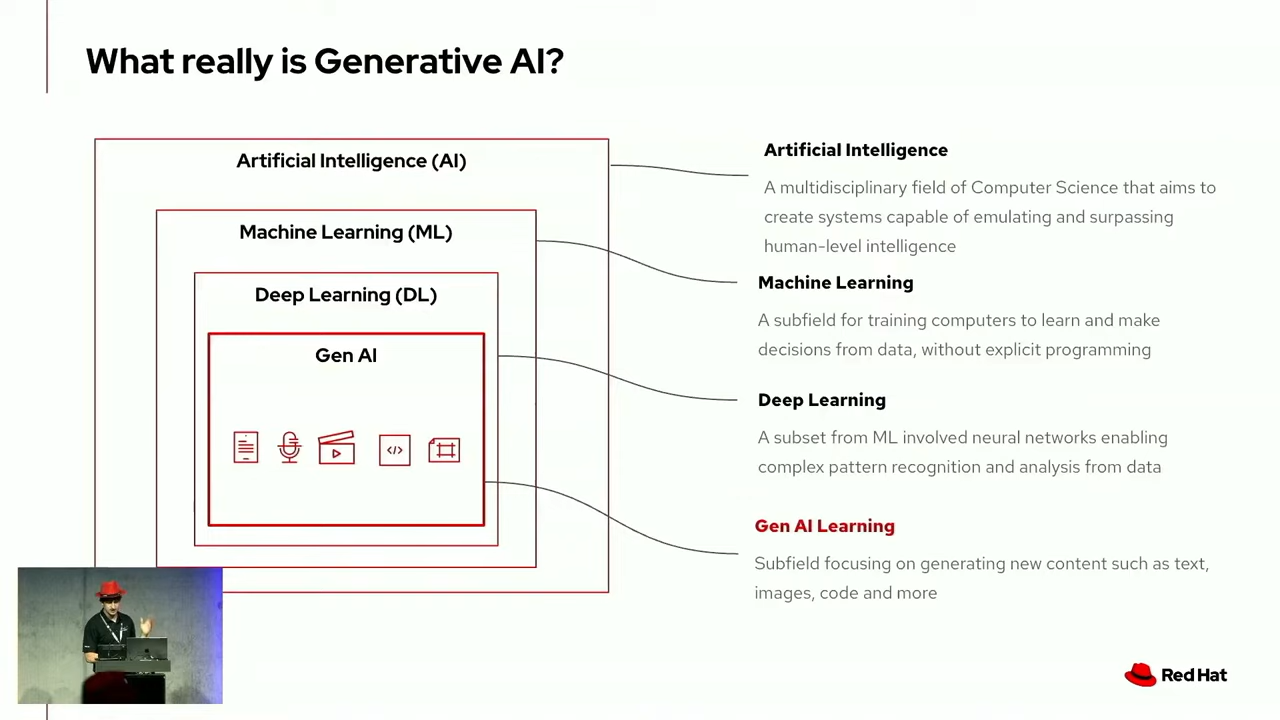 What really is Generative AI?
Artificial Intelligence (AI)
Machine Learning (ML)
Deep Learning (DL)
Gen AI
</>
Artificial Intelligence
A multidisciplinary field of Computer Science that aims to
create systems capable of emulating and surpassing
human-level intelligence
Machine Learning
A subfield for training computers to learn and make
decisions from data, without explicit programming
Deep Learning
A subset from ML involved neural networks enabling
complex pattern recognition and analysis from data
Gen AI Learning
Subfield focusing on generating new content such as text,
images, code and more
Red Hat